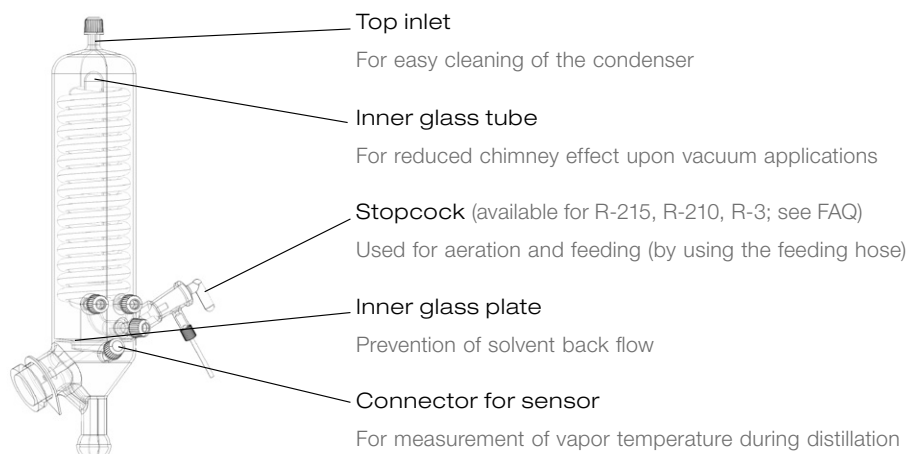 Top inlet
For easy cleaning of the condenser
Inner glass tube
For reduced chimney effect upon vacuum applications
Stopcock (available for R-215, R-210, R-3; see FAQ)
Used for aeration and feeding (by using the feeding hose)
Inner glass plate
Prevention of solvent back flow
Connector for sensor
For measurement of vapor temperature during distillation